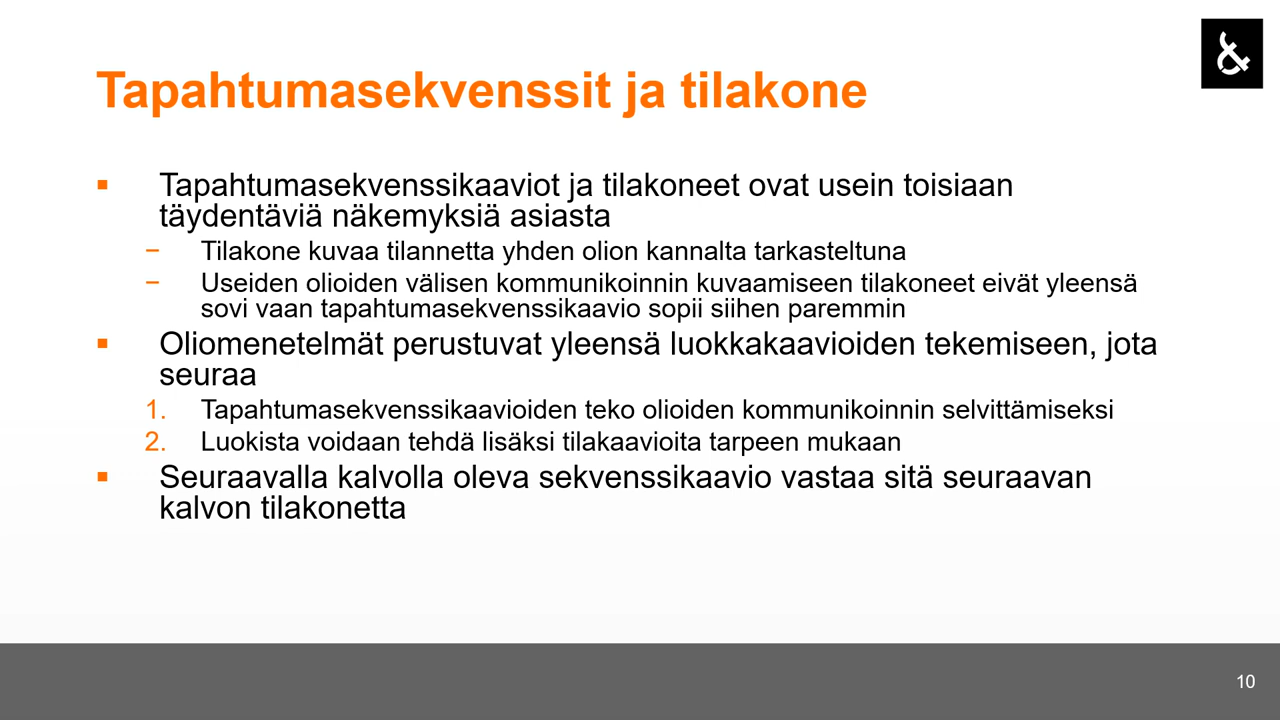 Tapahtumasekvenssit ja tilakone
&
▪ Tapahtumasekvenssikaaviot ja tilakoneet ovat usein toisiaan
täydentäviä näkemyksiä asiasta
– Tilakone kuvaa tilannetta yhden olion kannalta tarkasteltuna
– Useiden olioiden välisen kommunikoinnin kuvaamiseen tilakoneet eivät yleensä
sovi vaan tapahtumasekvenssikaavio sopii siihen paremmin
▪ Oliomenetelmät perustuvat yleensä luokkakaavioiden tekemiseen, jota
seuraa
1. Tapahtumasekvenssikaavioiden teko olioiden kommunikoinnin selvittämiseksi
2. Luokista voidaan tehdä lisäksi tilakaavioita tarpeen mukaan
▪ Seuraavalla kalvolla oleva sekvenssikaavio vastaa sitä seuraavan
kalvon tilakonetta
10